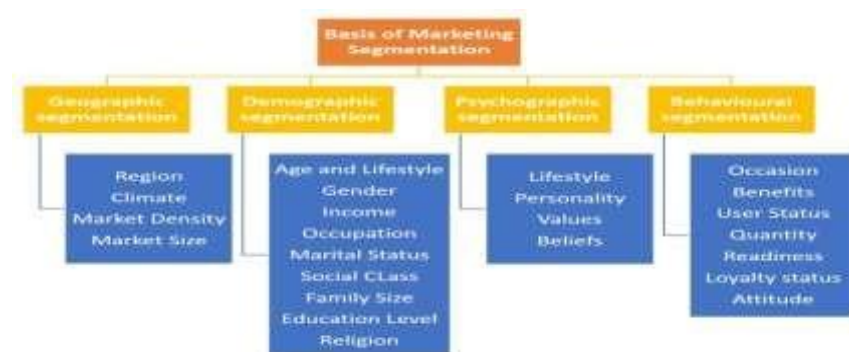 Basis of Marketing
Segmentation
Geographic
segmentation
Demographic
segmentation
Psychographic
segmentation
Behavioural
segmentation
Region
Climate
Market Density
Market Size
Age and Lifestyle
Gender
Income
Occupation
Marital Status
Social CLass
Family Size
Education Level
Religion
Lifestyle
Personality
Values
Beliefs
Occasion
Benefits
User Status
Quantity
Readiness
Loyalty status
Attitude